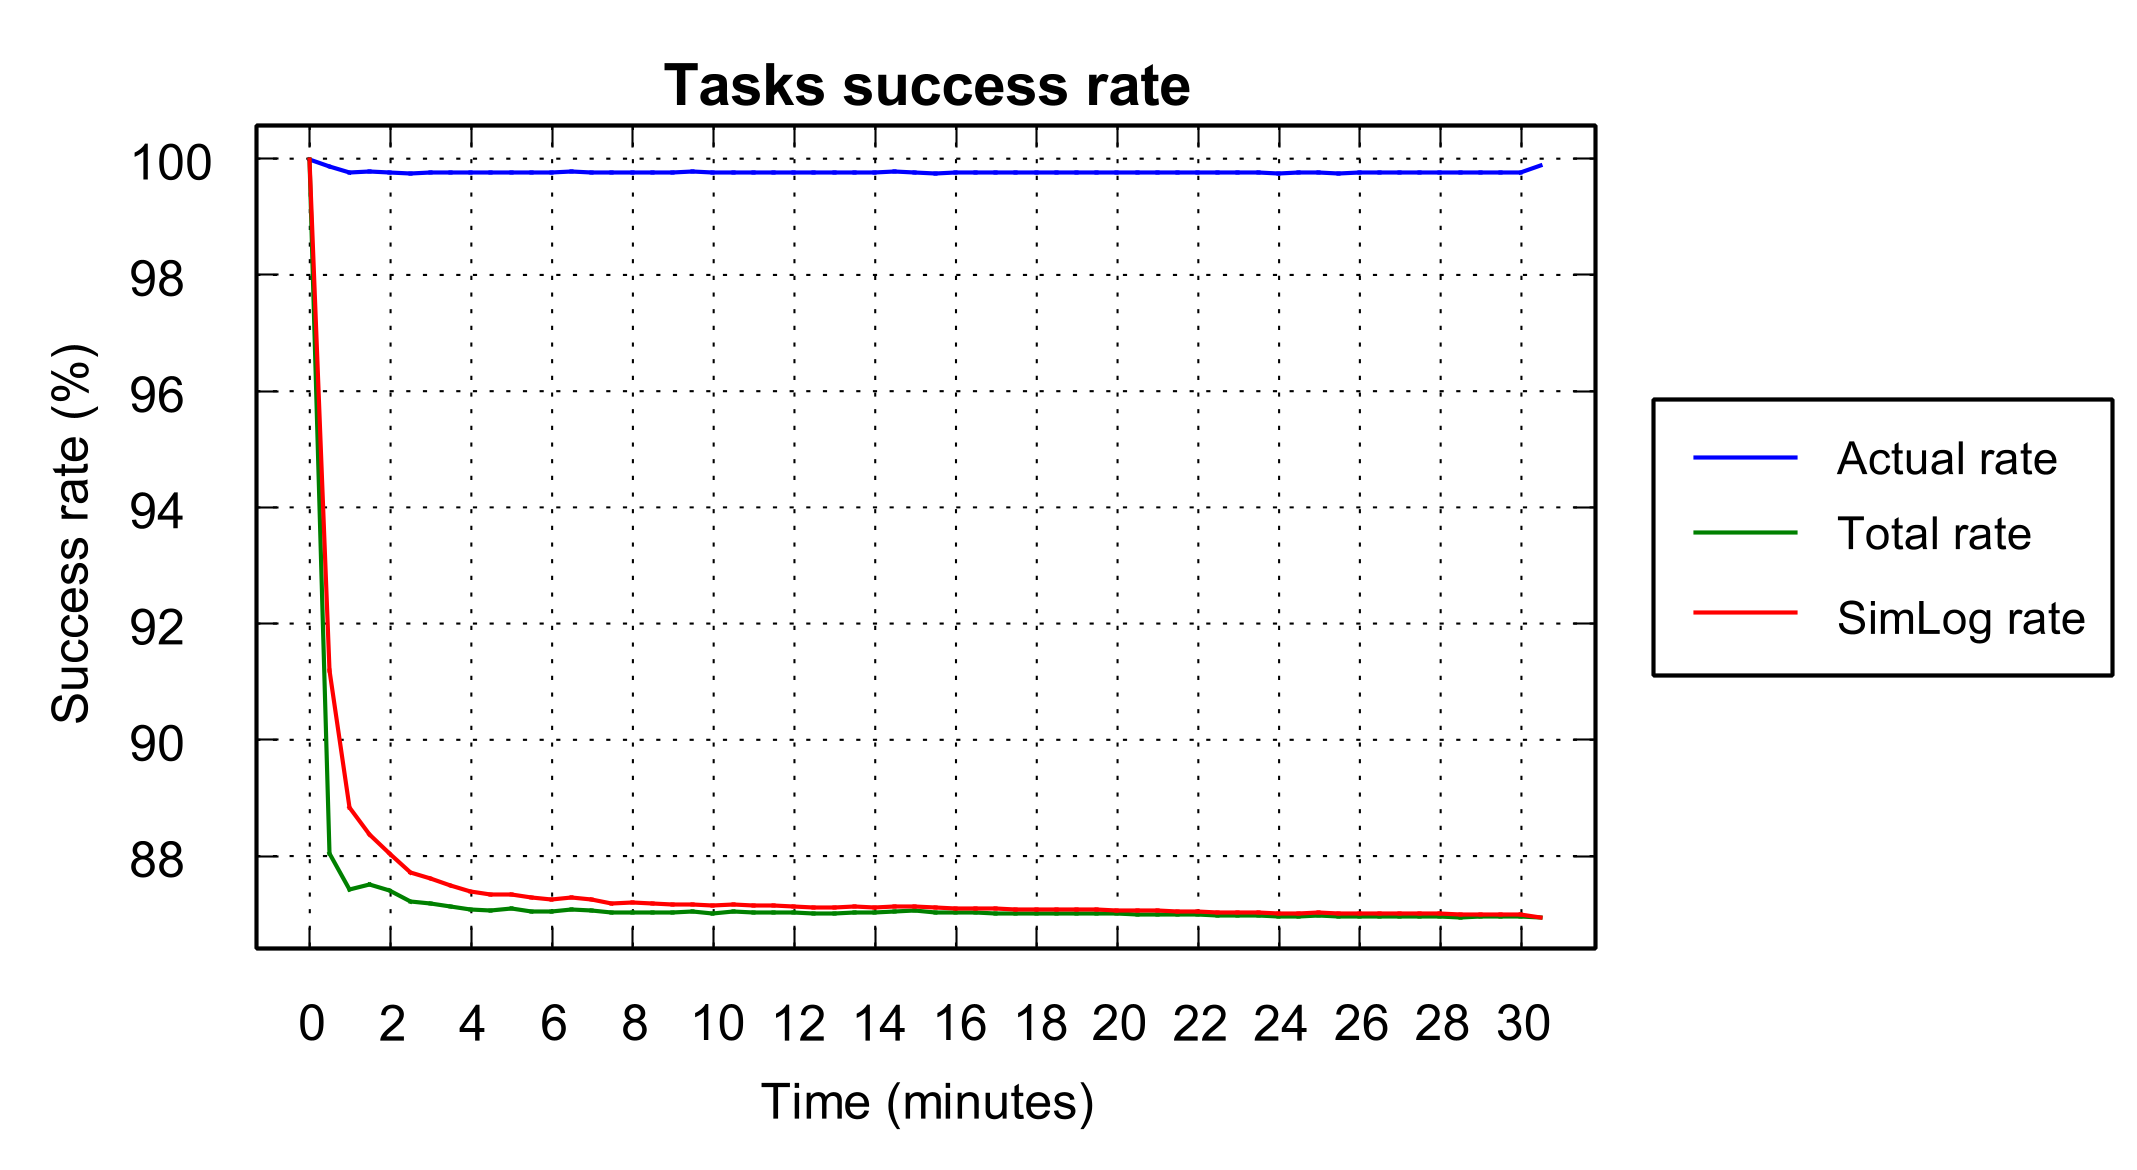 Tasks success rate
100
98
96
94
92
90
88
Success rate (%)
0 2 4 6 8 10 12 14 16 18 20 22 24 26 28 30
Time (minutes)
Actual rate
Total rate
SimLog rate